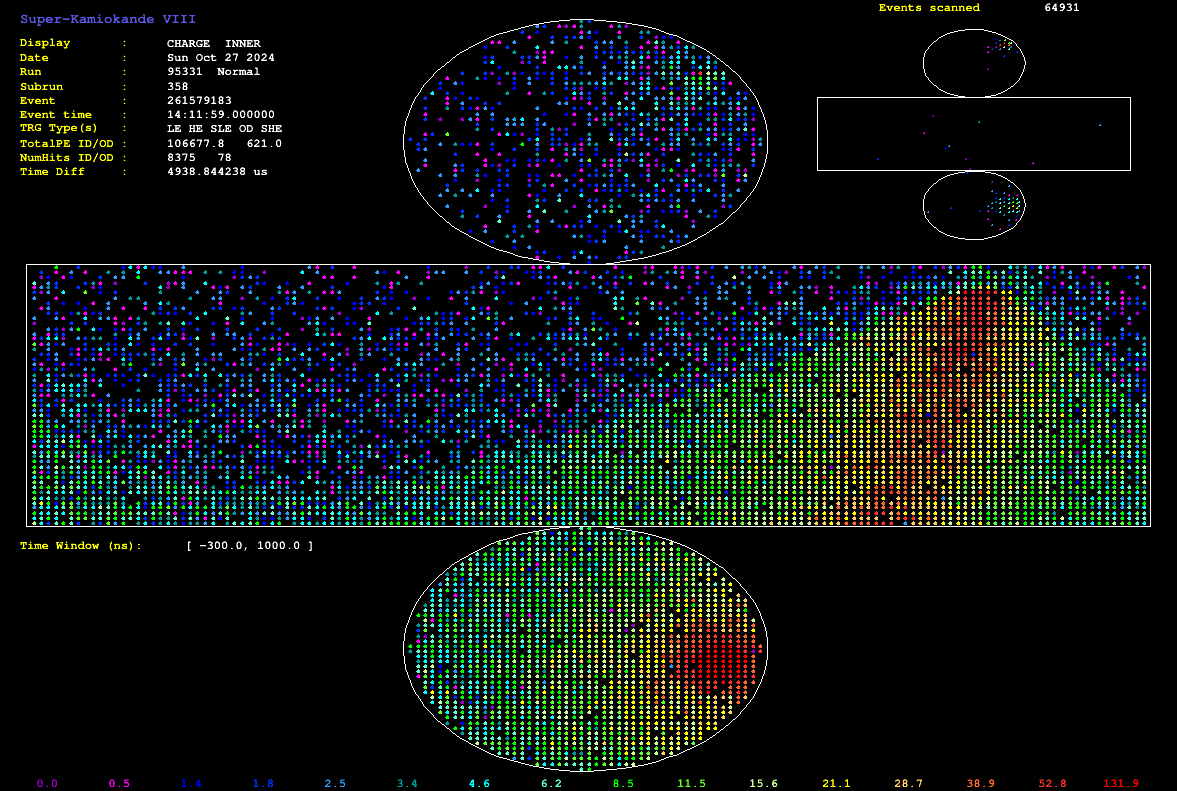 Super-Kamiokande VIII
Events scanned 64931
Display : CHARGE INNER
Date : Sun Oct 27 2024
Run : 95331 Normal
Subrun : 358
Event : 261579183
Event time : 14:11:59.000000
TRG Type(s) : LE HE SLE OD SHE
TotalPE ID/OD : 106677.8 621.0
NumHits ID/OD : 8375 78
Time Diff : 4938.844238 us
Time Window (ns): [ -300.0, 1000.0 ]
0.0 0.5 1.4 1.8 2.5 3.4 4.6 6.2 8.5 11.5 15.6 21.1 28.7 38.9 52.8 131.9